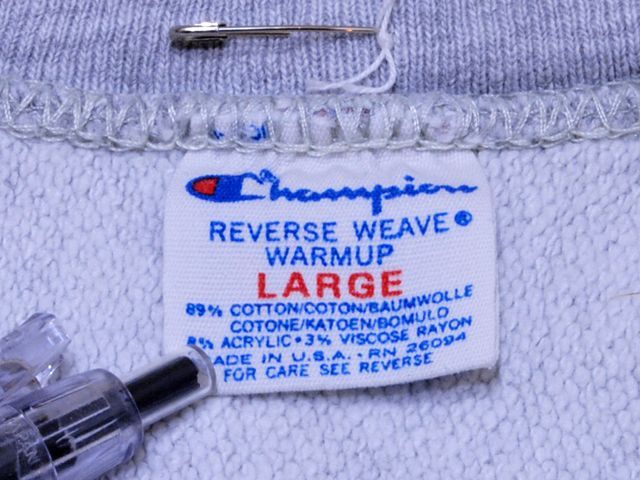 Champion
REVERSE WEAVE®
WARMUP
LARGE
89% COTTON/COTON/BAUMWOLLE
COTONE/KATOEN/BOMULD
8% ACRYLIC • 3% VISCOSE RAYON
MADE IN U.S.A. - RN 26094
FOR CARE SEE REVERSE